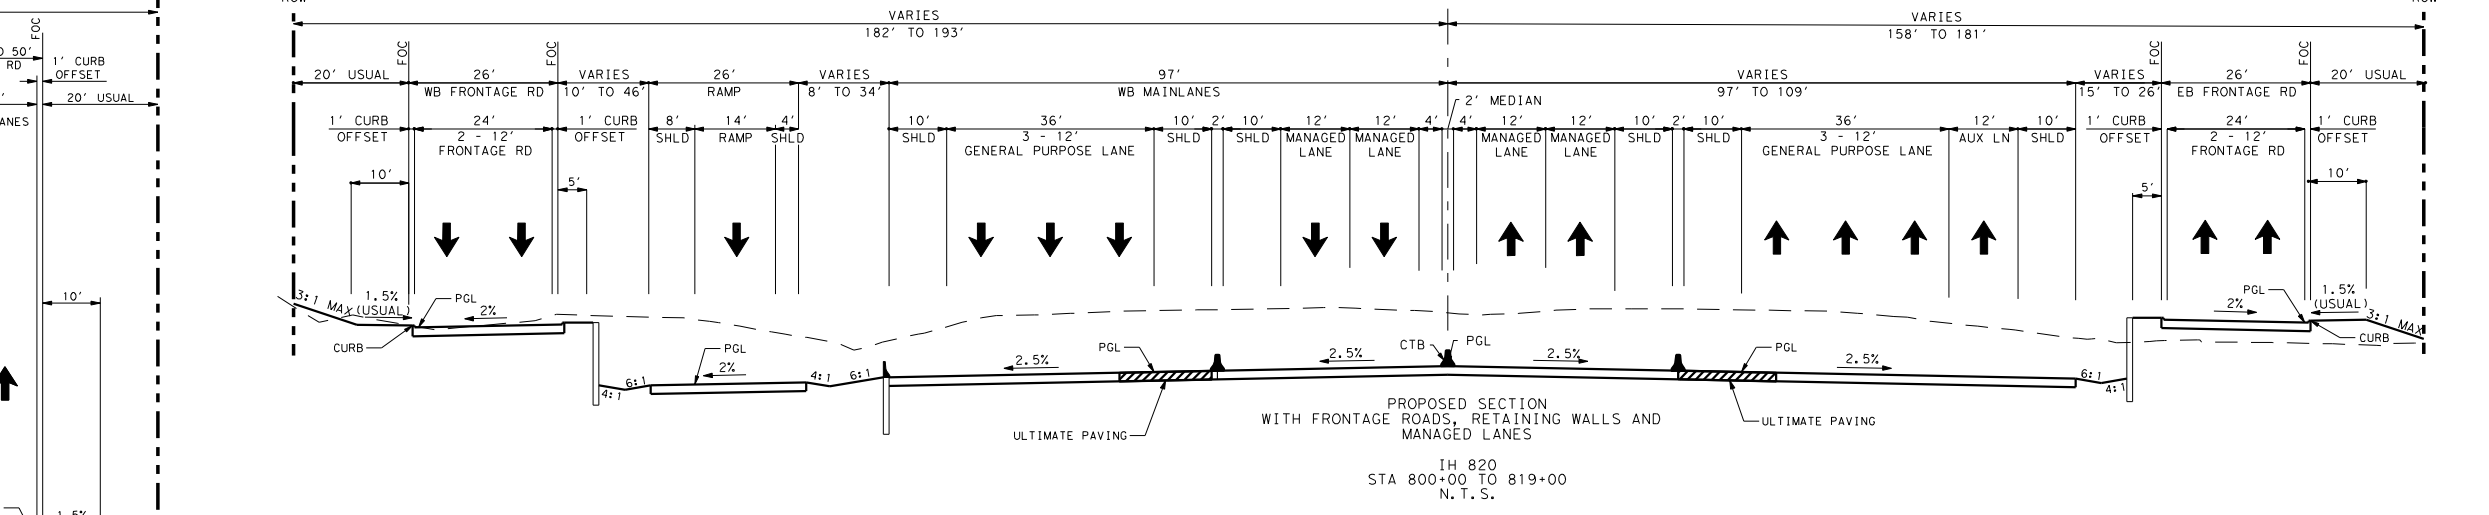 ROW
ROW
VARIES
182' TO 193'
VARIES
158' TO 181'
FOC
50'
RD
1' CURB
OFFSET
20' USUAL
ANES
10'
1.5%
FOC
FOC
FOC
FOC
20' USUAL
26'
WB FRONTAGE RD
VARIES
10' TO 46'
26'
RAMP
VARIES
8' TO 34'
97'
WB MAINLANES
VARIES
97' TO 109'
VARIES
15' TO 26'
26'
EB FRONTAGE RD
20' USUAL
2' MEDIAN
1' CURB
OFFSET
24'
2 - 12'
FRONTAGE RD
1' CURB
OFFSET
8'
SHLD
14'
RAMP
4'
SHLD
10'
SHLD
36'
3 - 12'
GENERAL PURPOSE LANE
10'
SHLD
2'
10'
SHLD
12'
MANAGED
LANE
12'
MANAGED
LANE
4'
4'
12'
MANAGED
LANE
12'
MANAGED
LANE
10'
SHLD
2'
10'
SHLD
36'
3 - 12'
GENERAL PURPOSE LANE
12'
AUX LN
10'
SHLD
1' CURB
OFFSET
24'
2 - 12'
FRONTAGE RD
1' CURB
OFFSET
10'
5'
5'
10'
3:1 MAX
1.5%
(USUAL)
PGL
2%
CURB
4:1
6:1
PGL
2%
4:1
6:1
2.5%
PGL
2.5%
CTB
PGL
2.5%
PGL
2.5%
6:1
4:1
PGL
2%
1.5%
(USUAL)
3:1 MAX
CURB
ULTIMATE PAVING
ULTIMATE PAVING
PROPOSED SECTION
WITH FRONTAGE ROADS, RETAINING WALLS AND
MANAGED LANES
IH 820
STA 800+00 TO 819+00
N.T.S.